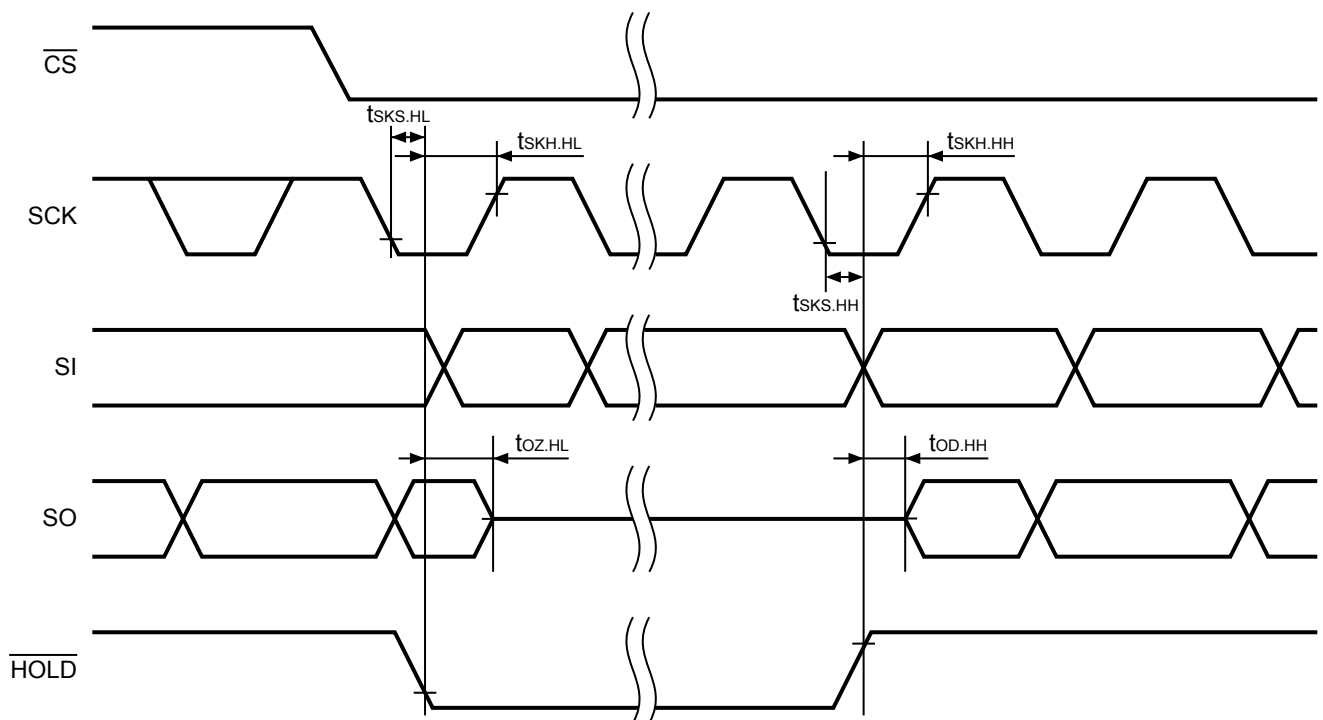 CS
tSKS.HL
tSKH.HL
tSKH.HH
SCK
tSKS.HH
SI
tOZ.HL
tOD.HH
SO
HOLD